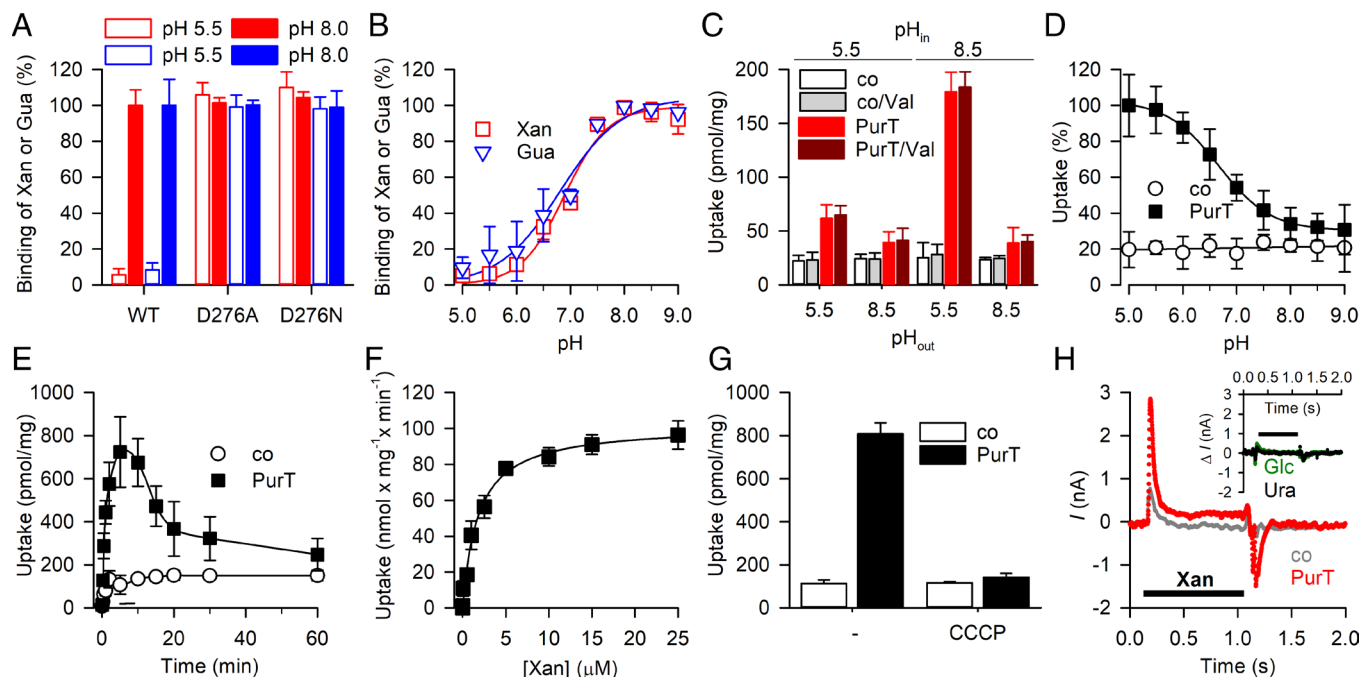 A
pH 5.5 pH 8.0
pH 5.5 pH 8.0
Binding of Xan or Gua (%)
120
100
80
60
40
20
0
WT D276A D276N
B
Binding of Xan or Gua (%)
120
100
80
60
40
20
0
Xan
Gua
5.0 6.0 7.0 8.0 9.0
pH
C
pHin
5.5 8.5
Uptake (pmol/mg)
200
150
100
50
0
co
co/Val
PurT
PurT/Val
5.5 8.5 5.5 8.5
pHout
D
Uptake (%)
120
100
80
60
40
20
0
co
PurT
5.0 6.0 7.0 8.0 9.0
pH
E
Uptake (pmol/mg)
1000
800
600
400
200
0
co
PurT
0 20 40 60
Time (min)
F
Uptake (nmol x mg-1 x min-1)
140
120
100
80
60
40
20
0
0 5 10 15 20 25
[Xan] (μM)
G
Uptake (pmol/mg)
1000
800
600
400
200
0
co
PurT
- CCCP
H
I (nA)
3
2
1
0
-1
-2
0.0 0.5 1.0 1.5 2.0
Time (s)
Δ I (nA)
3
2
1
0
-1
-2
Glc
Ura
co
PurT
Xan
0.0 0.5 1.0 1.5 2.0
Time (s)